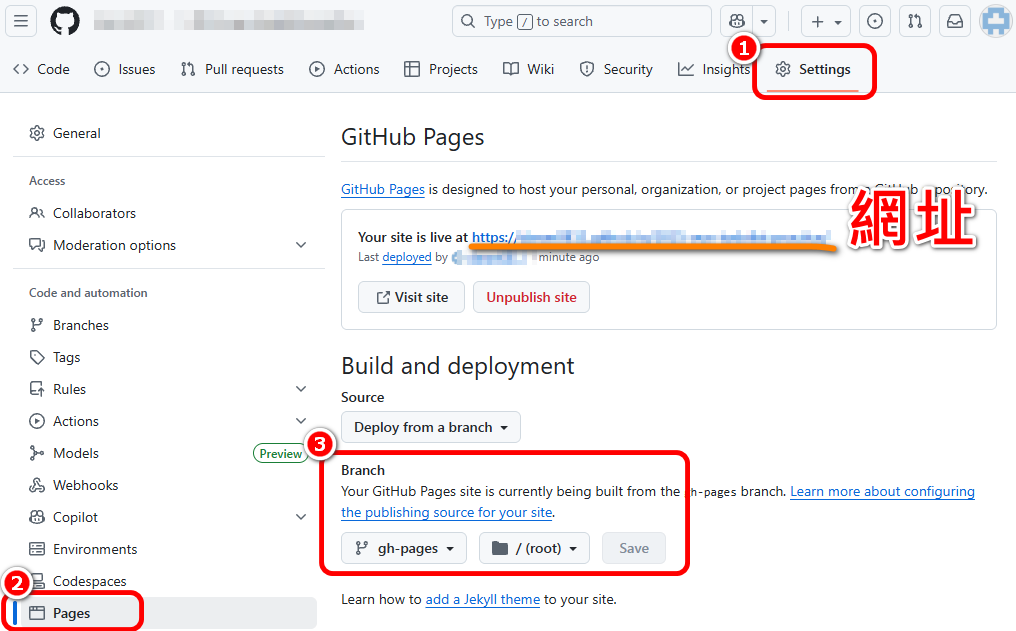 Type / to search
1
Code Issues Pull requests Actions Projects Wiki Security Insights Settings
General
Access
Collaborators
Moderation options
Code and automation
Branches
Tags
Rules
Actions
Models Preview
Webhooks
Copilot
Environments
Codespaces
2
Pages
GitHub Pages
GitHub Pages is designed to host your personal, organization, or project pages from a GitHub repository.
Your site is live at https://
網址
Last deployed by minute ago
Visit site Unpublish site
Build and deployment
Source
Deploy from a branch
3
Branch
Your GitHub Pages site is currently being built from the gh-pages branch. Learn more about configuring
the publishing source for your site.
gh-pages / (root) Save
Learn how to add a Jekyll theme to your site.